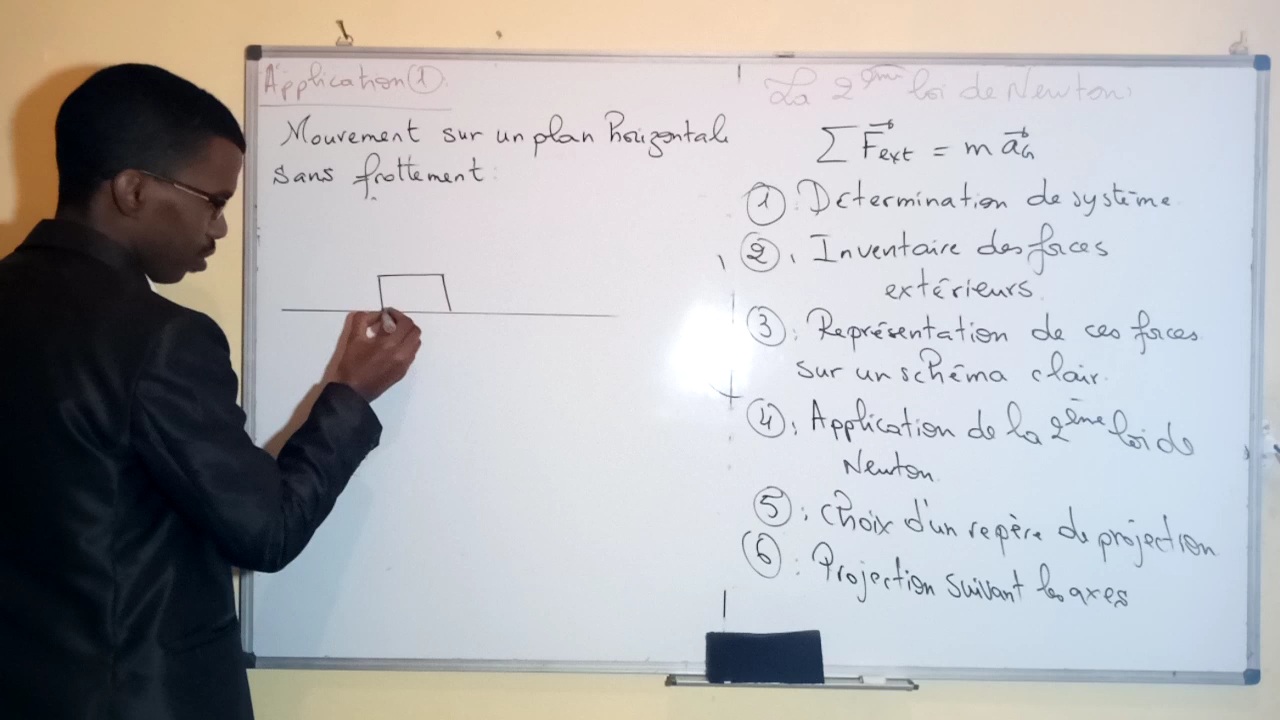 Application ①.
Mouvement sur un plan horizontale
sans frottement:
La 2ème loi de Newton:
∑ F⃗ext = m a⃗G
①: Determination de système.
②: Inventaire des forces
extérieurs.
③: Représentation de ces forces
sur un schéma clair.
④: Application de la 2ème loi de
Newton.
⑤: Choix d'un repère de projection
⑥: Projection suivant les axes